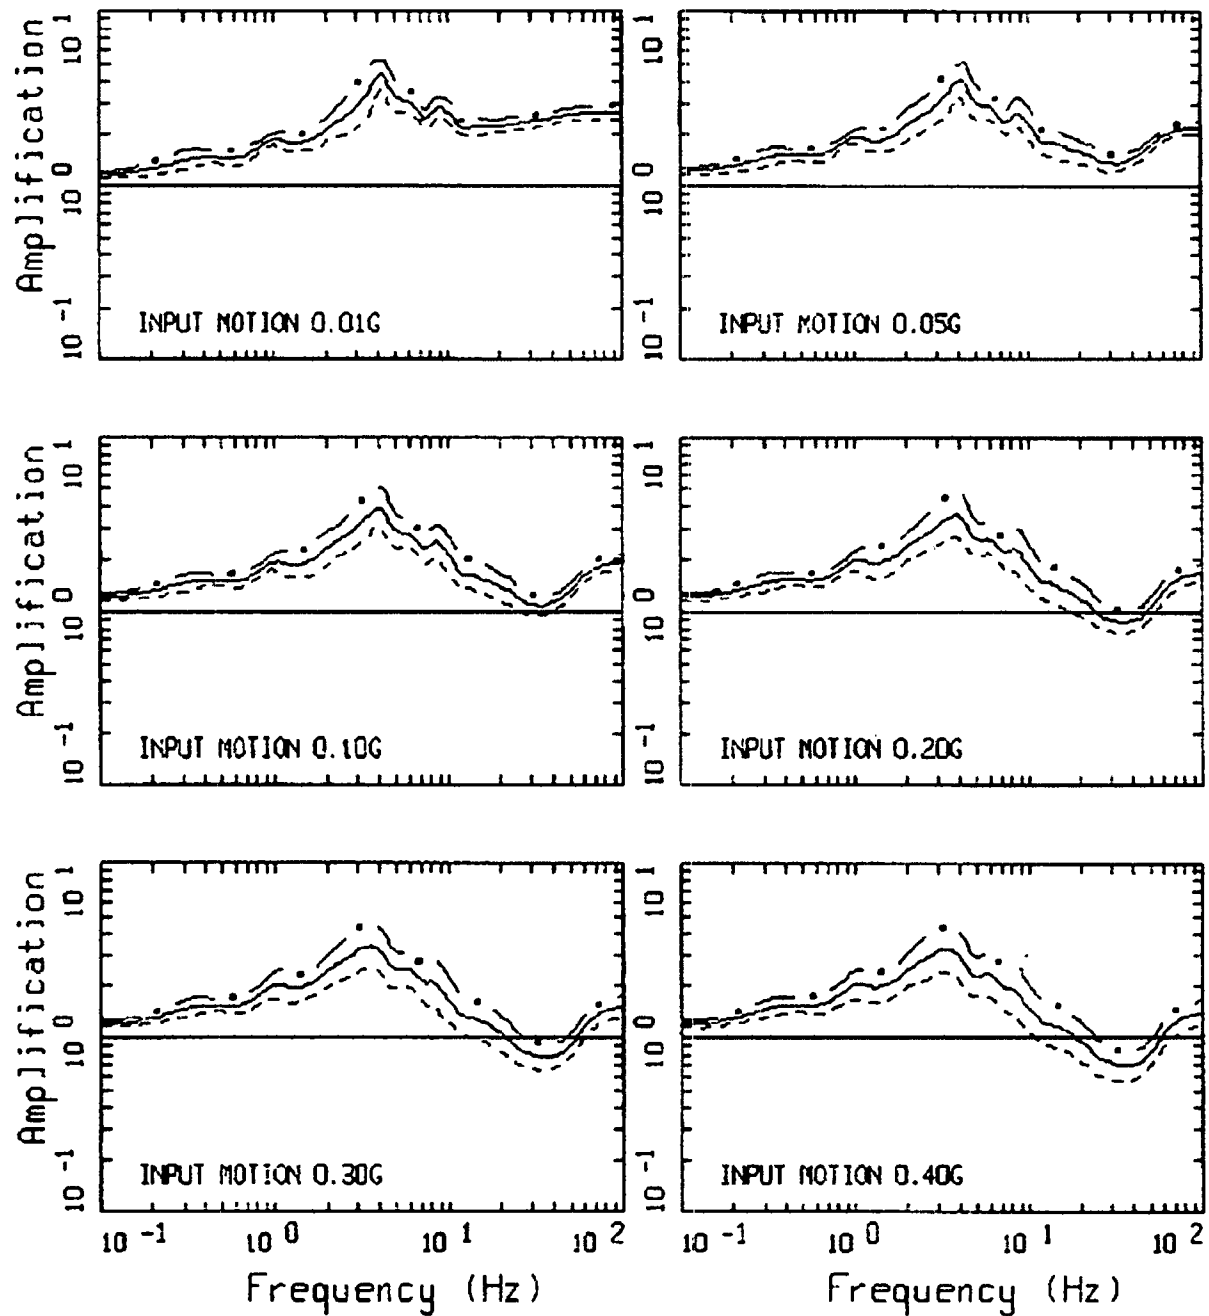 Amplification
10 1
10 0
10 -1
INPUT MOTION 0.01G
10 1
10 0
10 -1
INPUT MOTION 0.05G
Amplification
10 1
10 0
10 -1
INPUT MOTION 0.10G
10 1
10 0
10 -1
INPUT MOTION 0.20G
Amplification
10 1
10 0
10 -1
INPUT MOTION 0.30G
10 1
10 0
10 -1
INPUT MOTION 0.40G
10 -1 10 0 10 1 10 2
10 -1 10 0 10 1 10 2
Frequency (Hz)
Frequency (Hz)